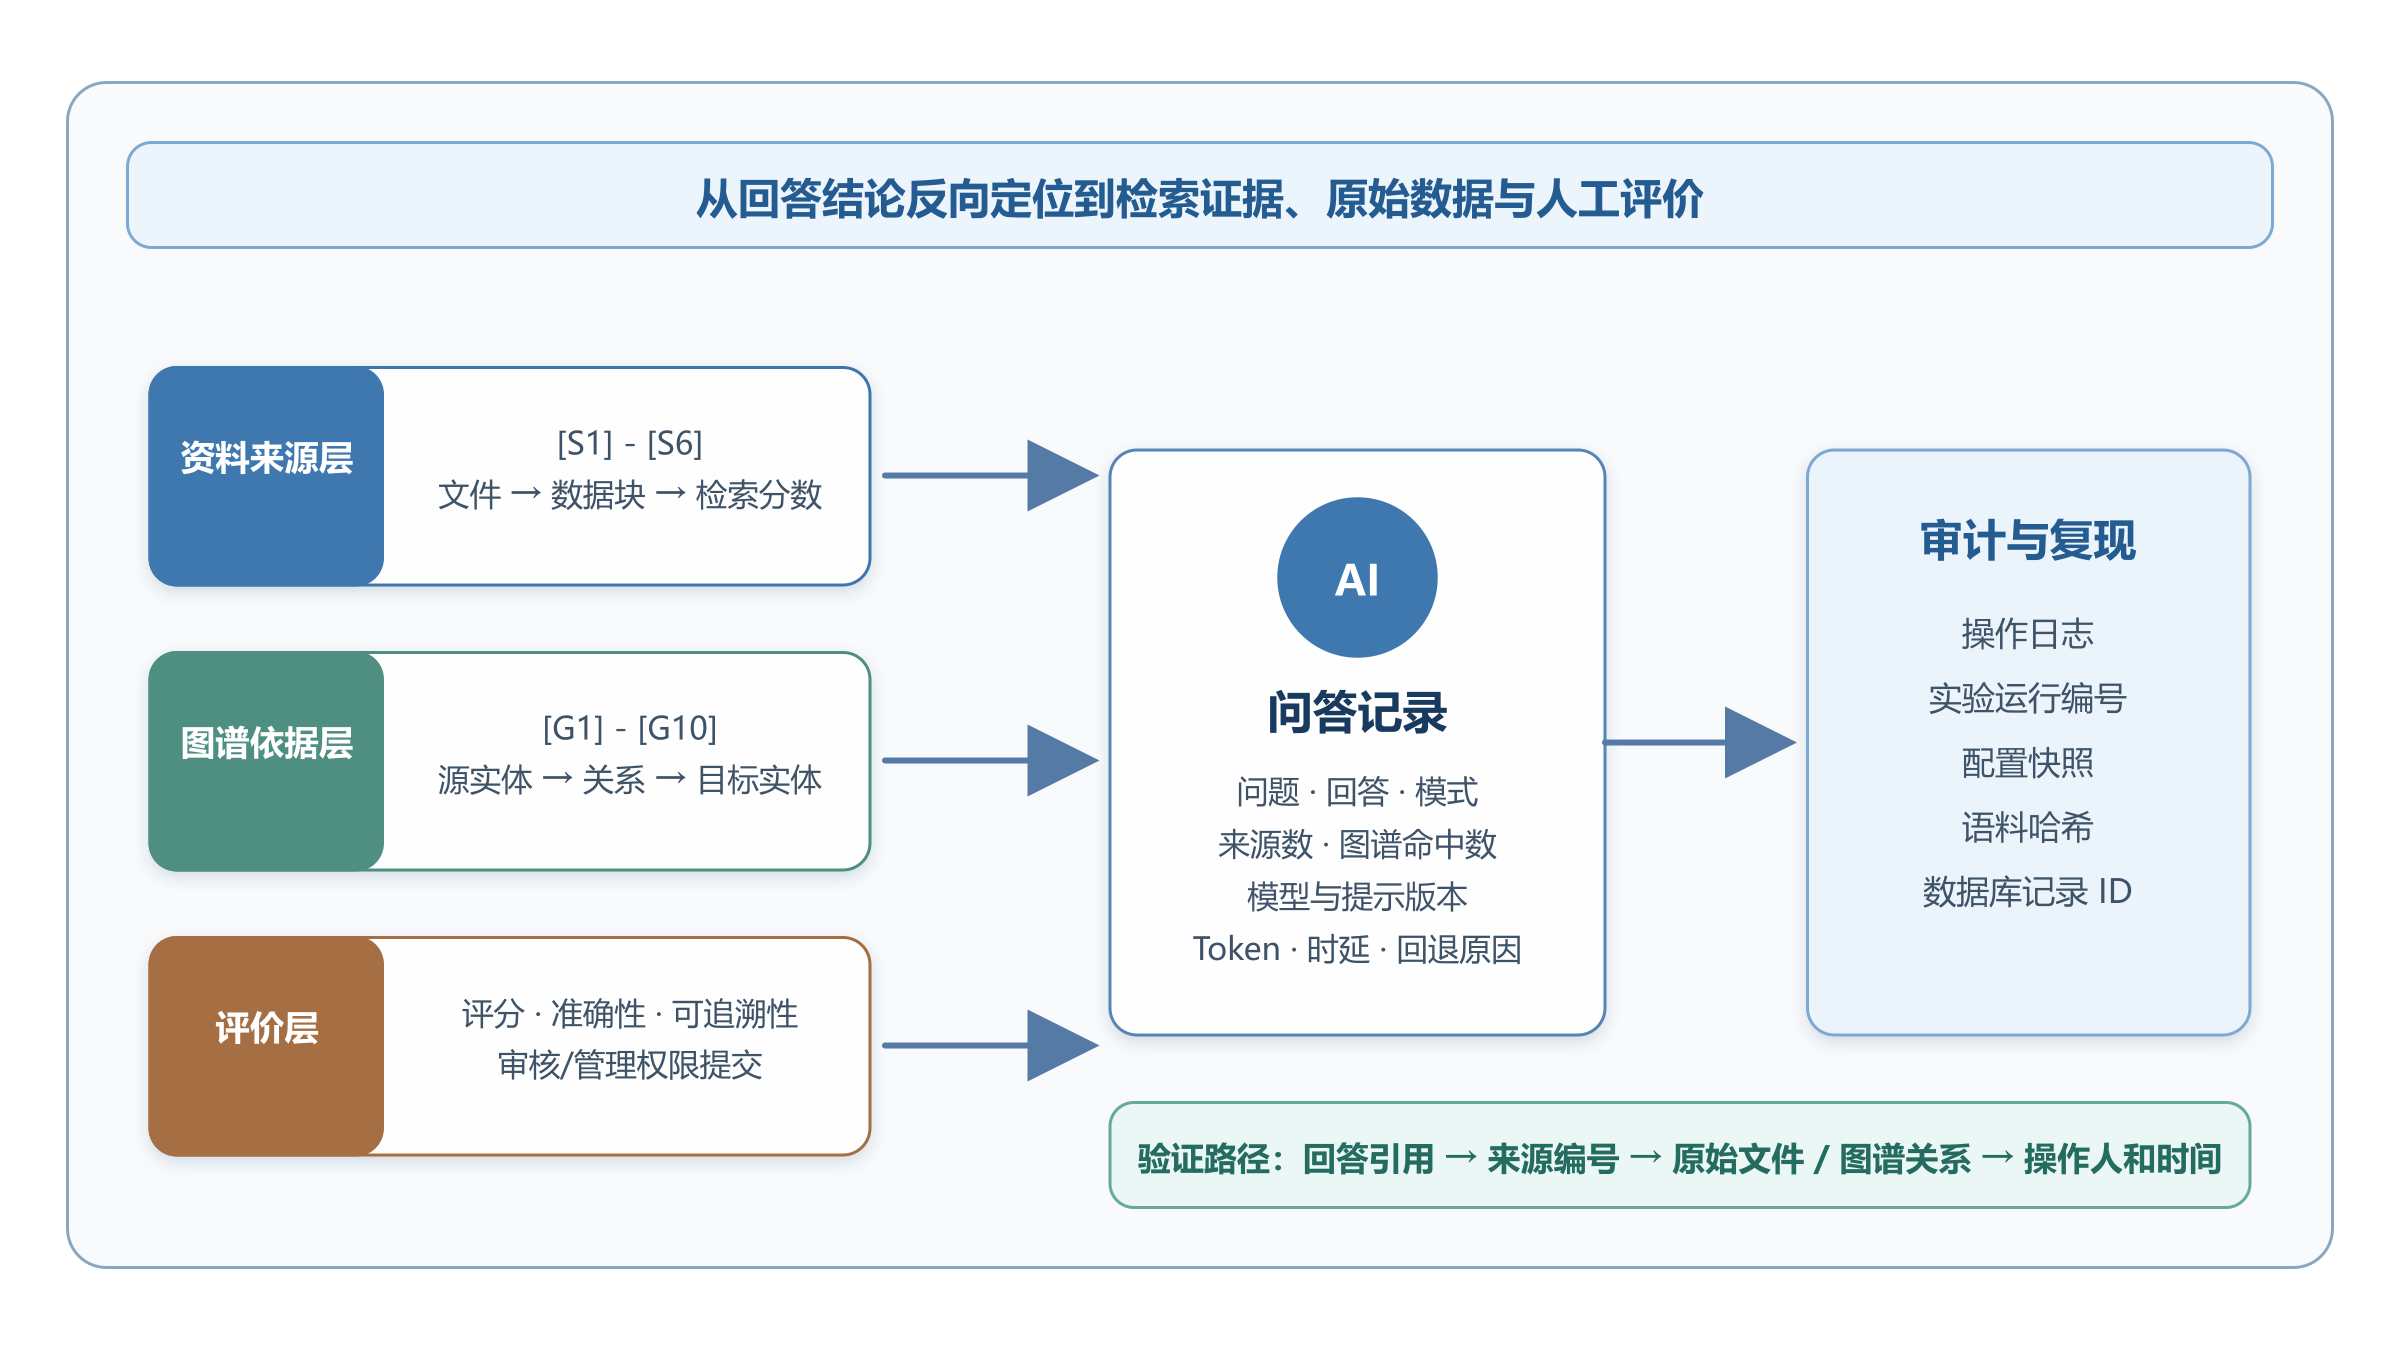 从回答结论反向定位到检索证据、原始数据与人工评价
资料来源层
[S1] - [S6]
文件 → 数据块 → 检索分数
图谱依据层
[G1] - [G10]
源实体 → 关系 → 目标实体
评价层
评分 · 准确性 · 可追溯性
审核/管理权限提交
AI
问答记录
问题 · 回答 · 模式
来源数 · 图谱命中数
模型与提示版本
Token · 时延 · 回退原因
审计与复现
操作日志
实验运行编号
配置快照
语料哈希
数据库记录 ID
验证路径：回答引用 → 来源编号 → 原始文件 / 图谱关系 → 操作人和时间